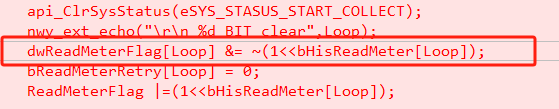 api_ClrSysStatus(eSYS_STASUS_START_COLLECT);
nwy_ext_echo("\r\n %d BIT clear",Loop);
dwReadMeterFlag[Loop] &= ~(1<<bHisReadMeter[Loop]);
bReadMeterRetry[Loop] = 0;
ReadMeterFlag |=(1<<bHisReadMeter[Loop]);